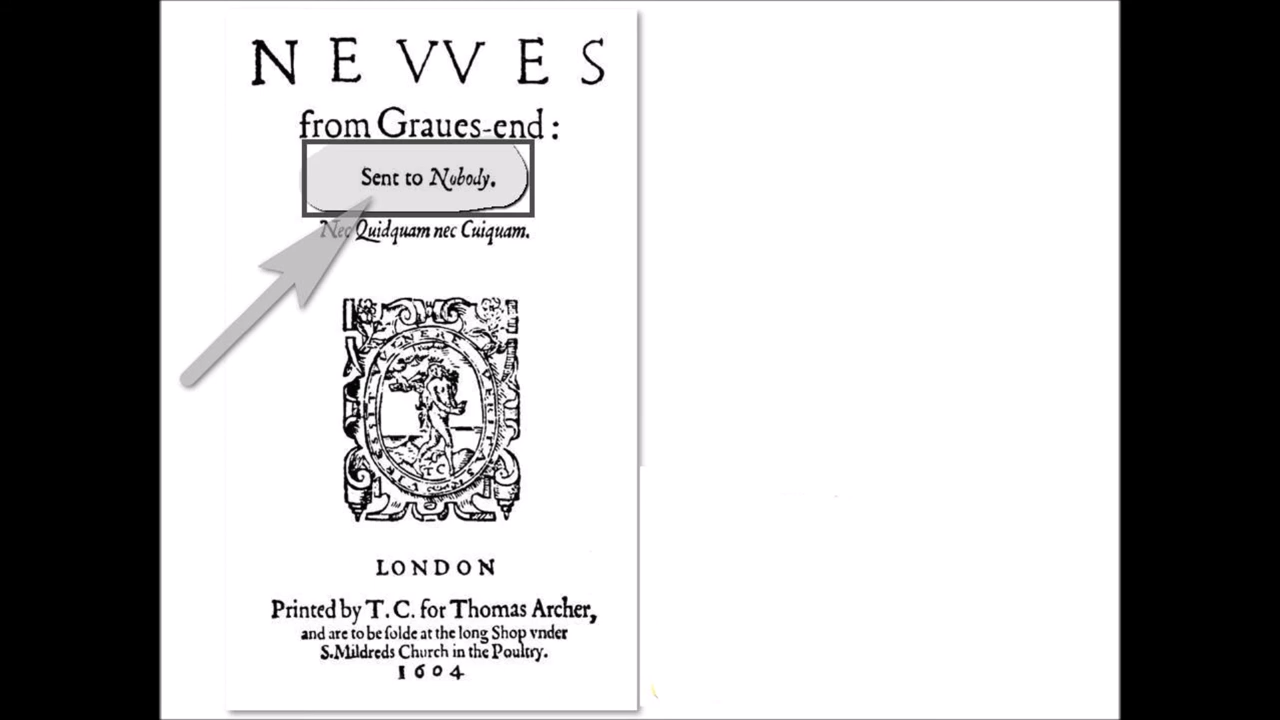 NEVVES
from Graues-end:
Sent to Nobody.
Nec Quidquam nec Cuiquam.
T C
LONDON
Printed by T.C. for Thomas Archer,
and are to be ſolde at the long Shop vnder
S.Mildreds Church in the Poultry.
1604